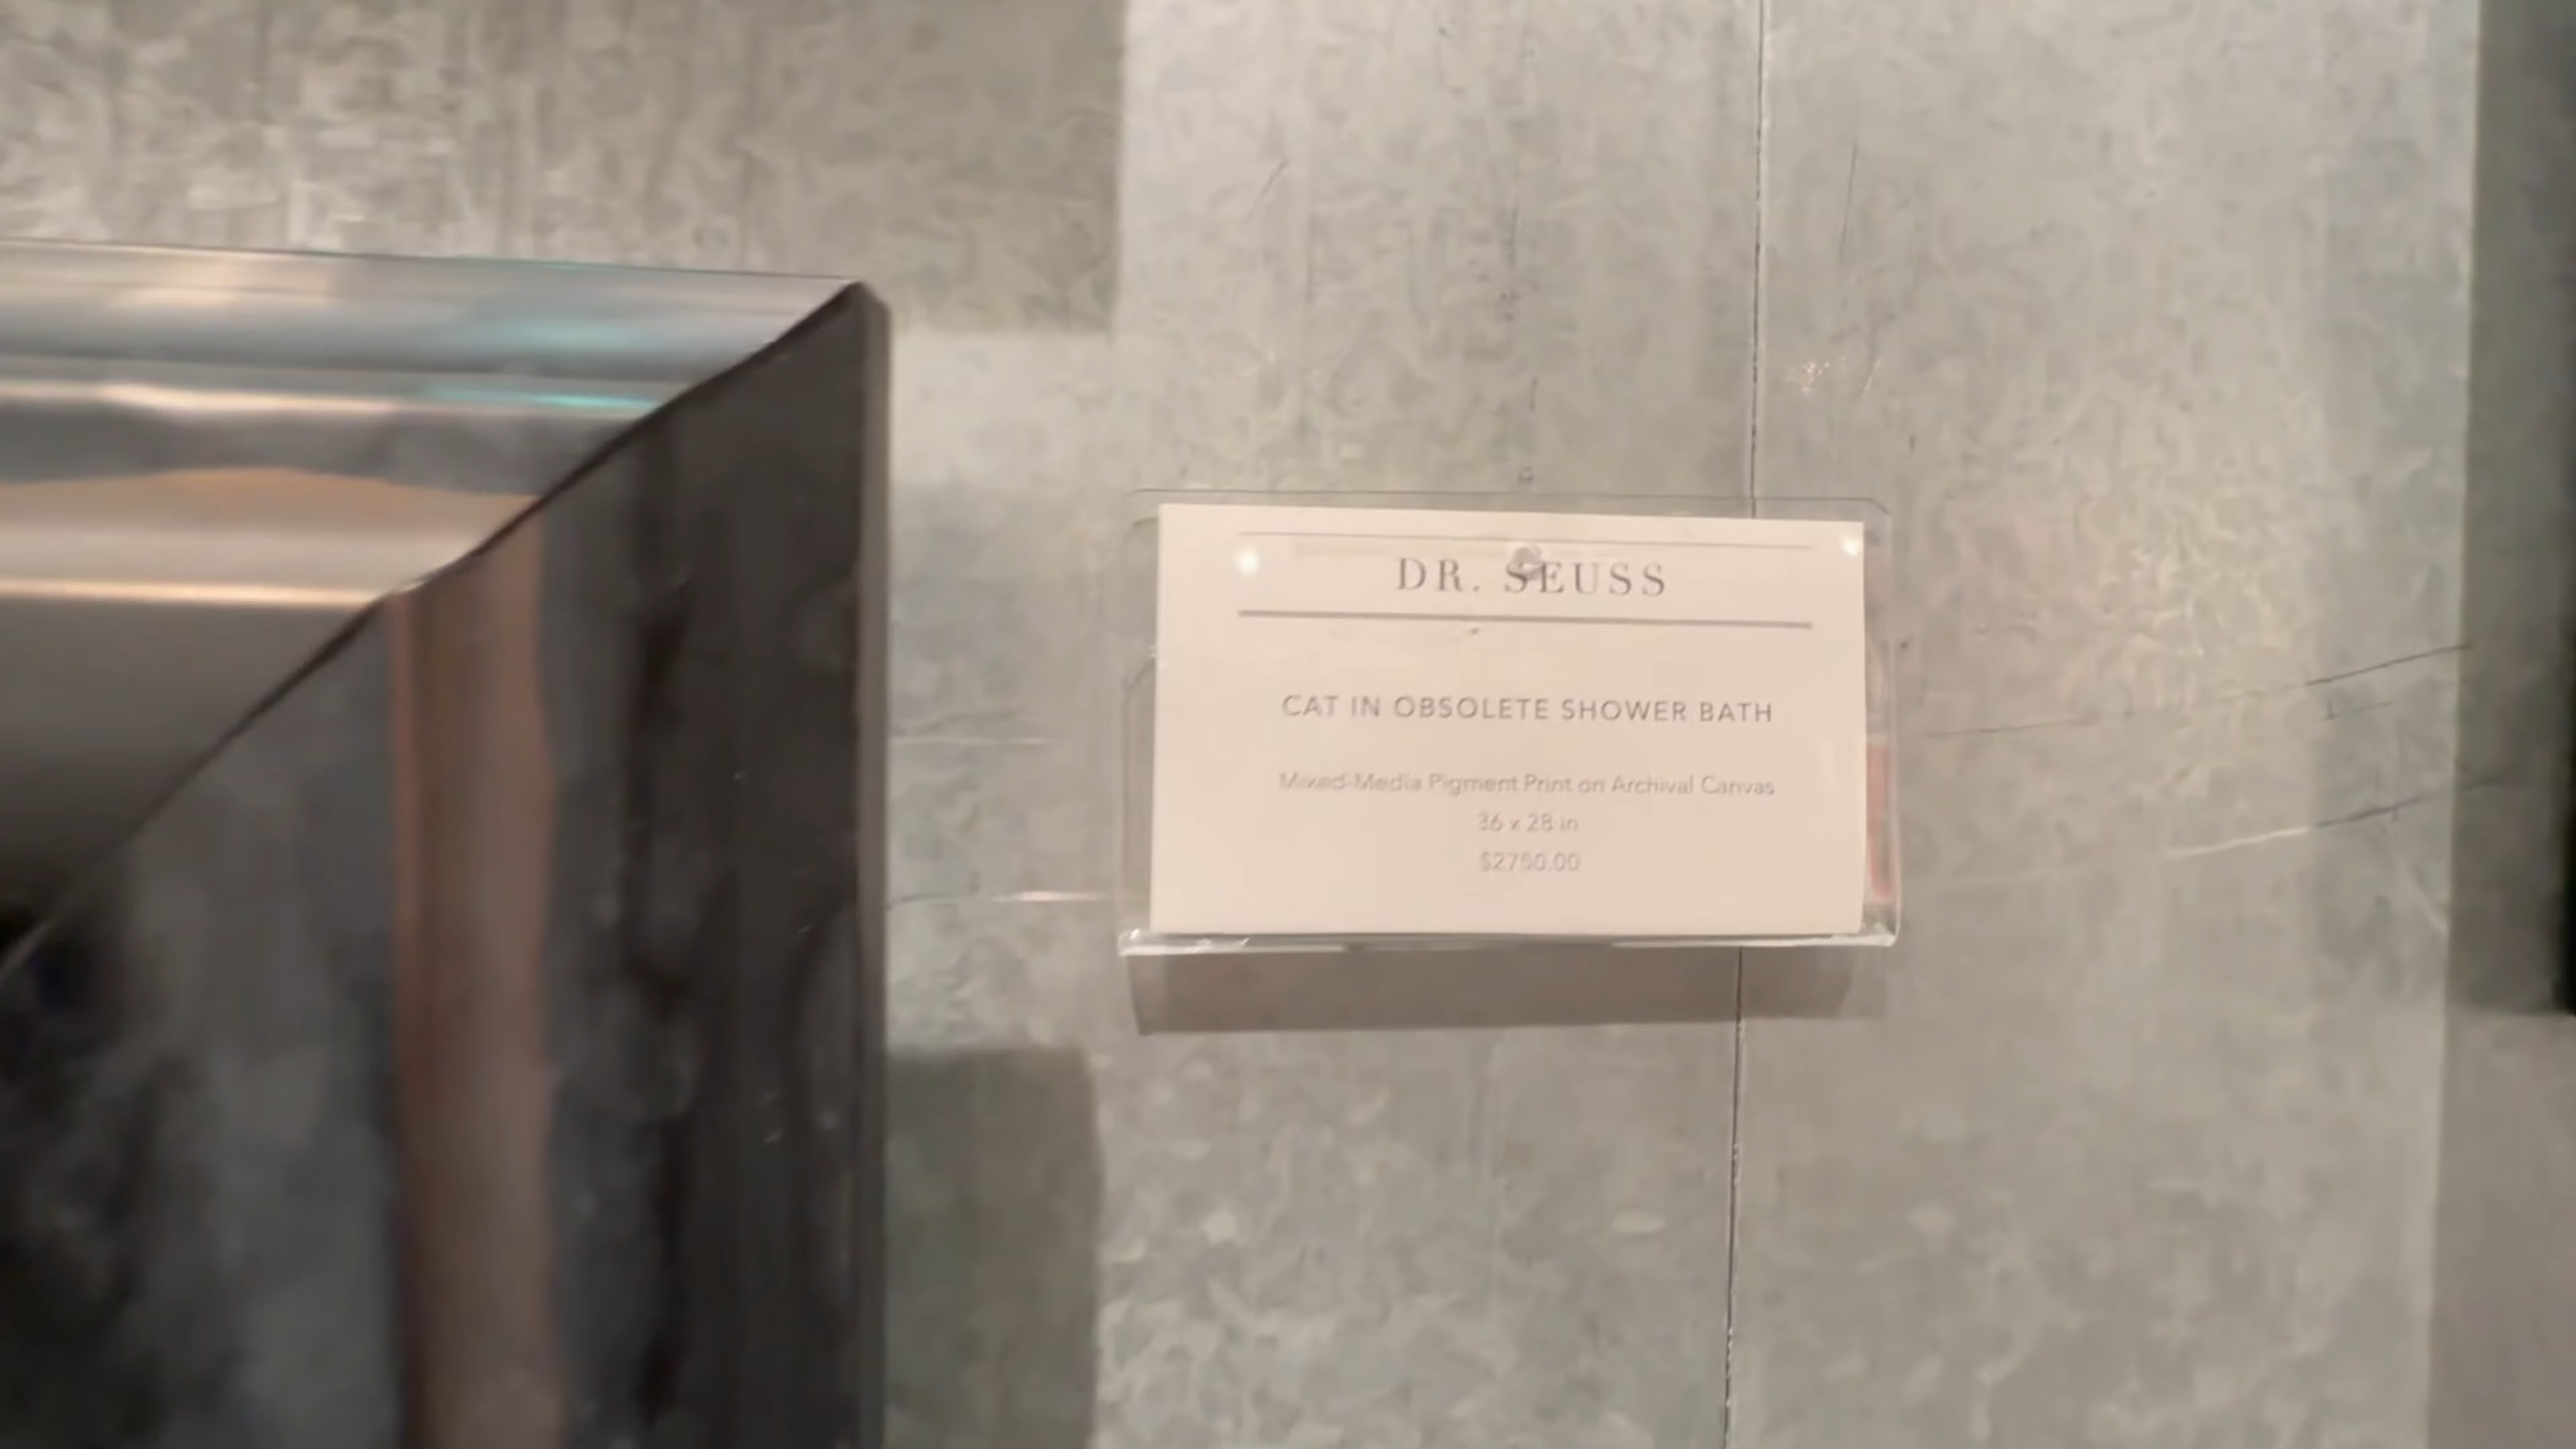 DR. SEUSS
CAT IN OBSOLETE SHOWER BATH
Mixed-Media Pigment Print on Archival Canvas
36 x 28 in
$2750.00